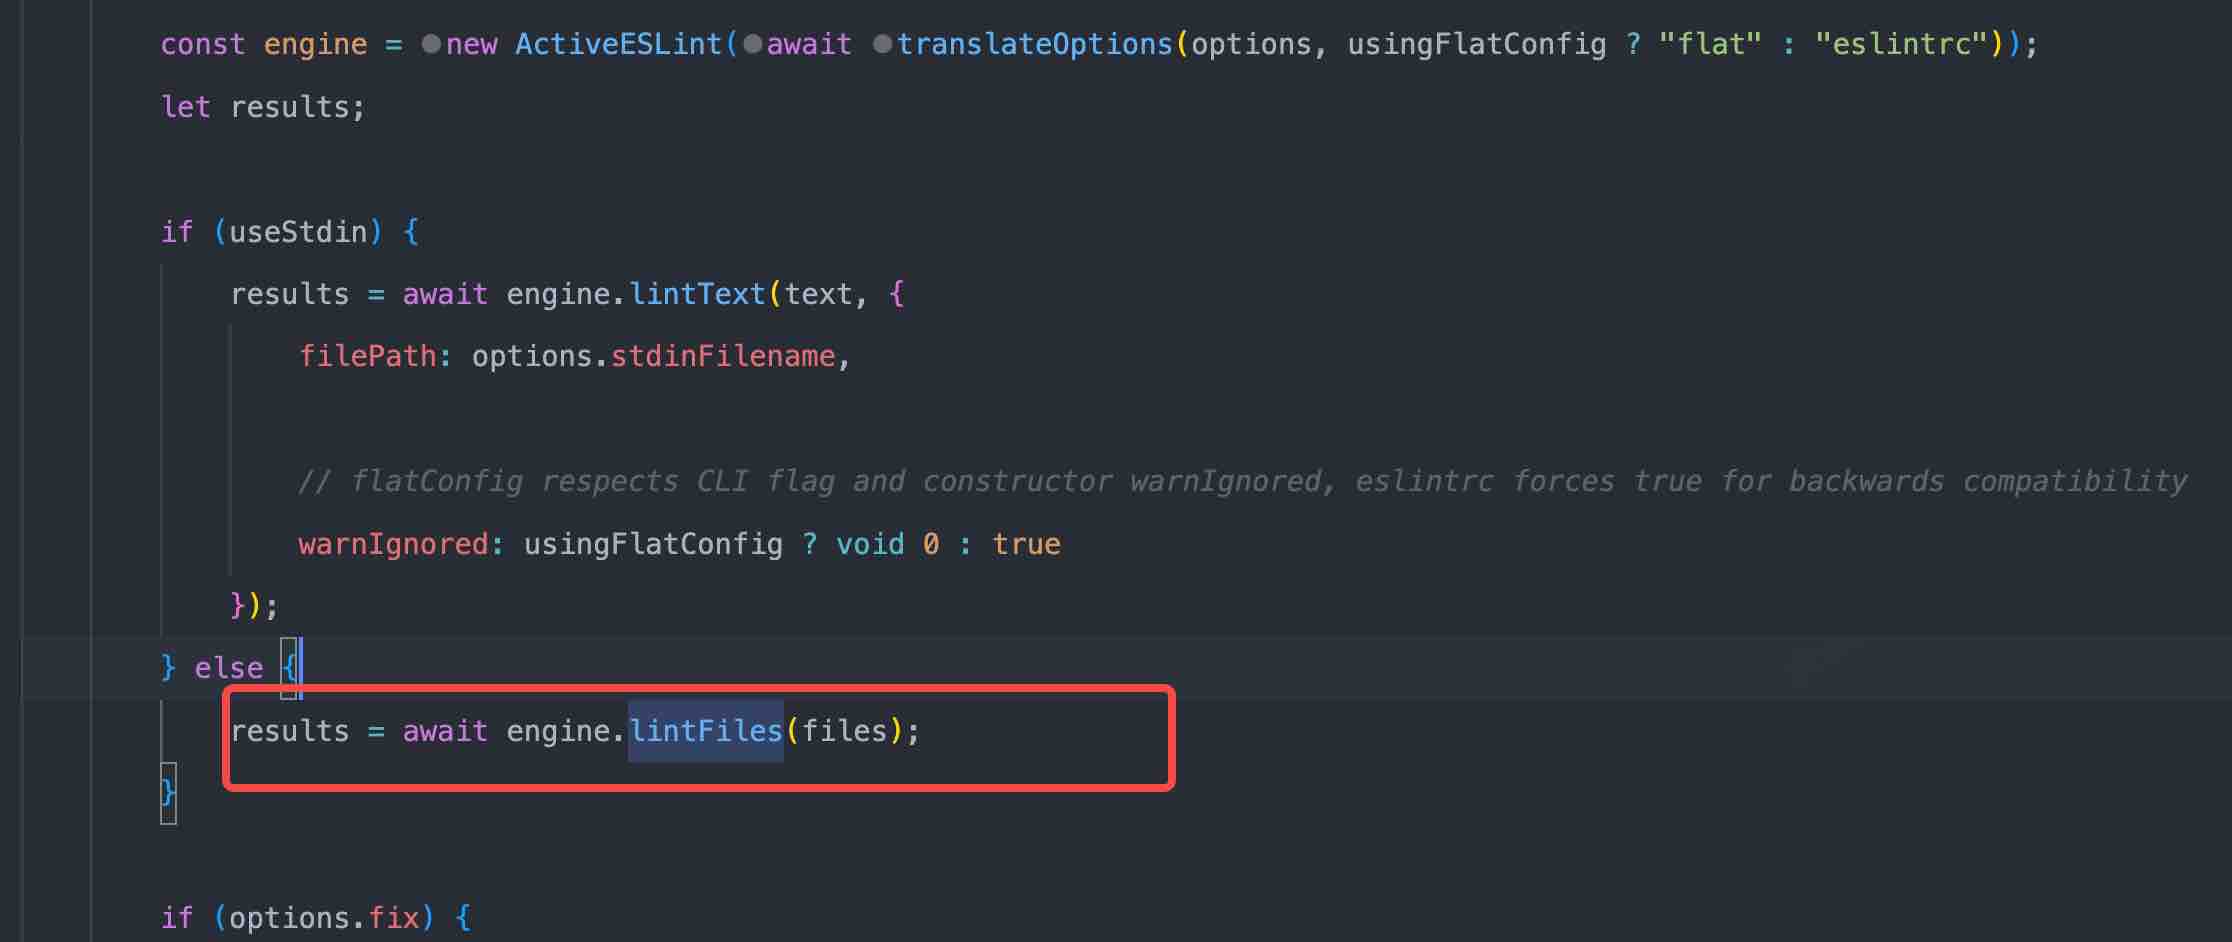 const engine = new ActiveESLint(await translateOptions(options, usingFlatConfig ? "flat" : "eslintrc"));
let results;
if (useStdin) {
results = await engine.lintText(text, {
filePath: options.stdinFilename,
// flatConfig respects CLI flag and constructor warnIgnored, eslintrc forces true for backwards compatibility
warnIgnored: usingFlatConfig ? void 0 : true
});
} else {
results = await engine.lintFiles(files);
}
if (options.fix) {